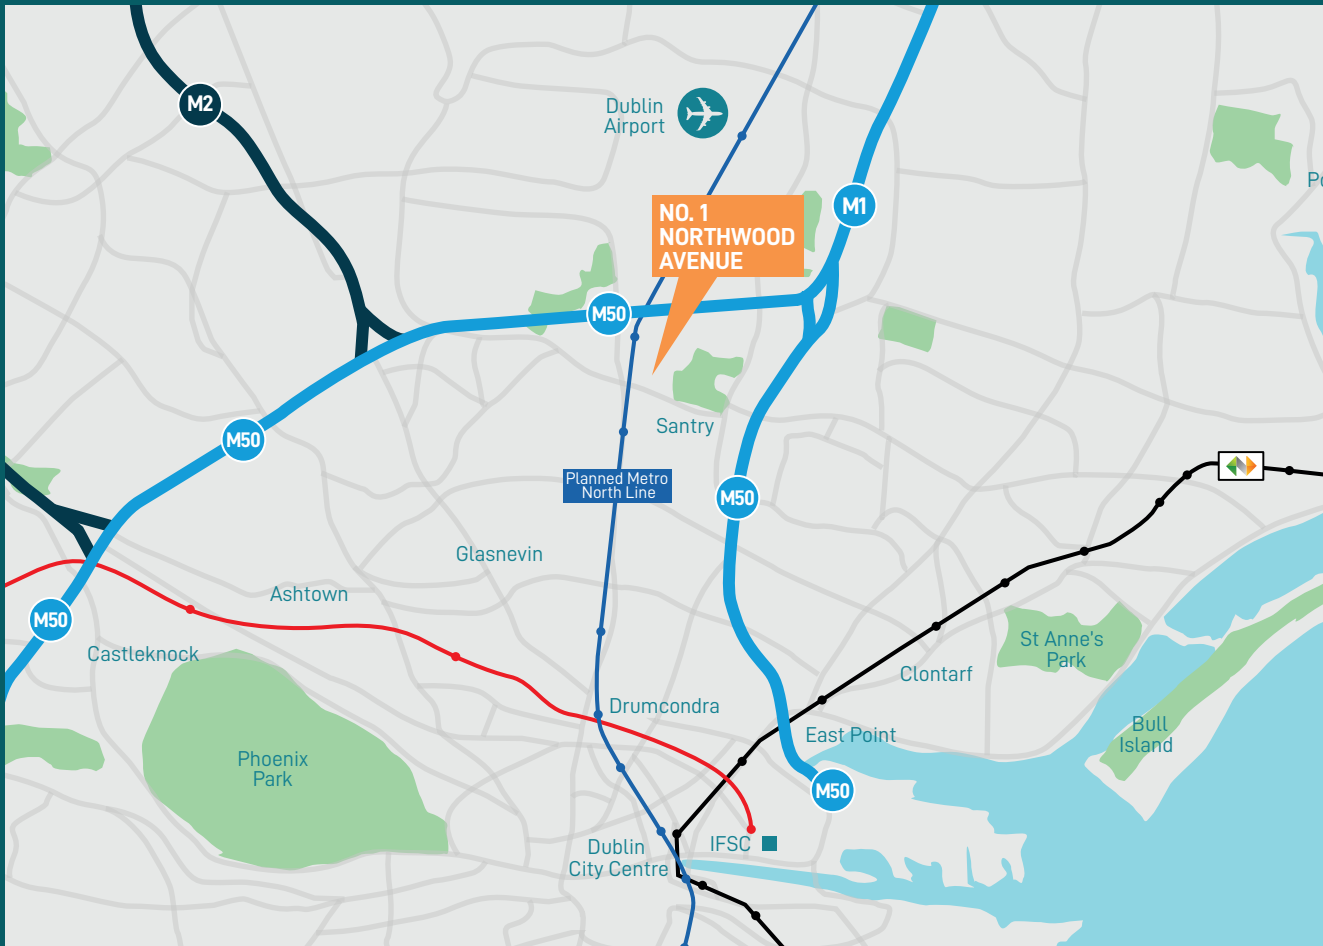 M2
Dublin
Airport
M1
NO. 1
NORTHWOOD
AVENUE
M50
M50
Santry
Planned Metro
North Line
M50
Glasnevin
Ashtown
M50
Castleknock
St Anne's
Park
Clontarf
Drumcondra
East Point
Bull
Island
Phoenix
Park
M50
Dublin
City Centre
IFSC